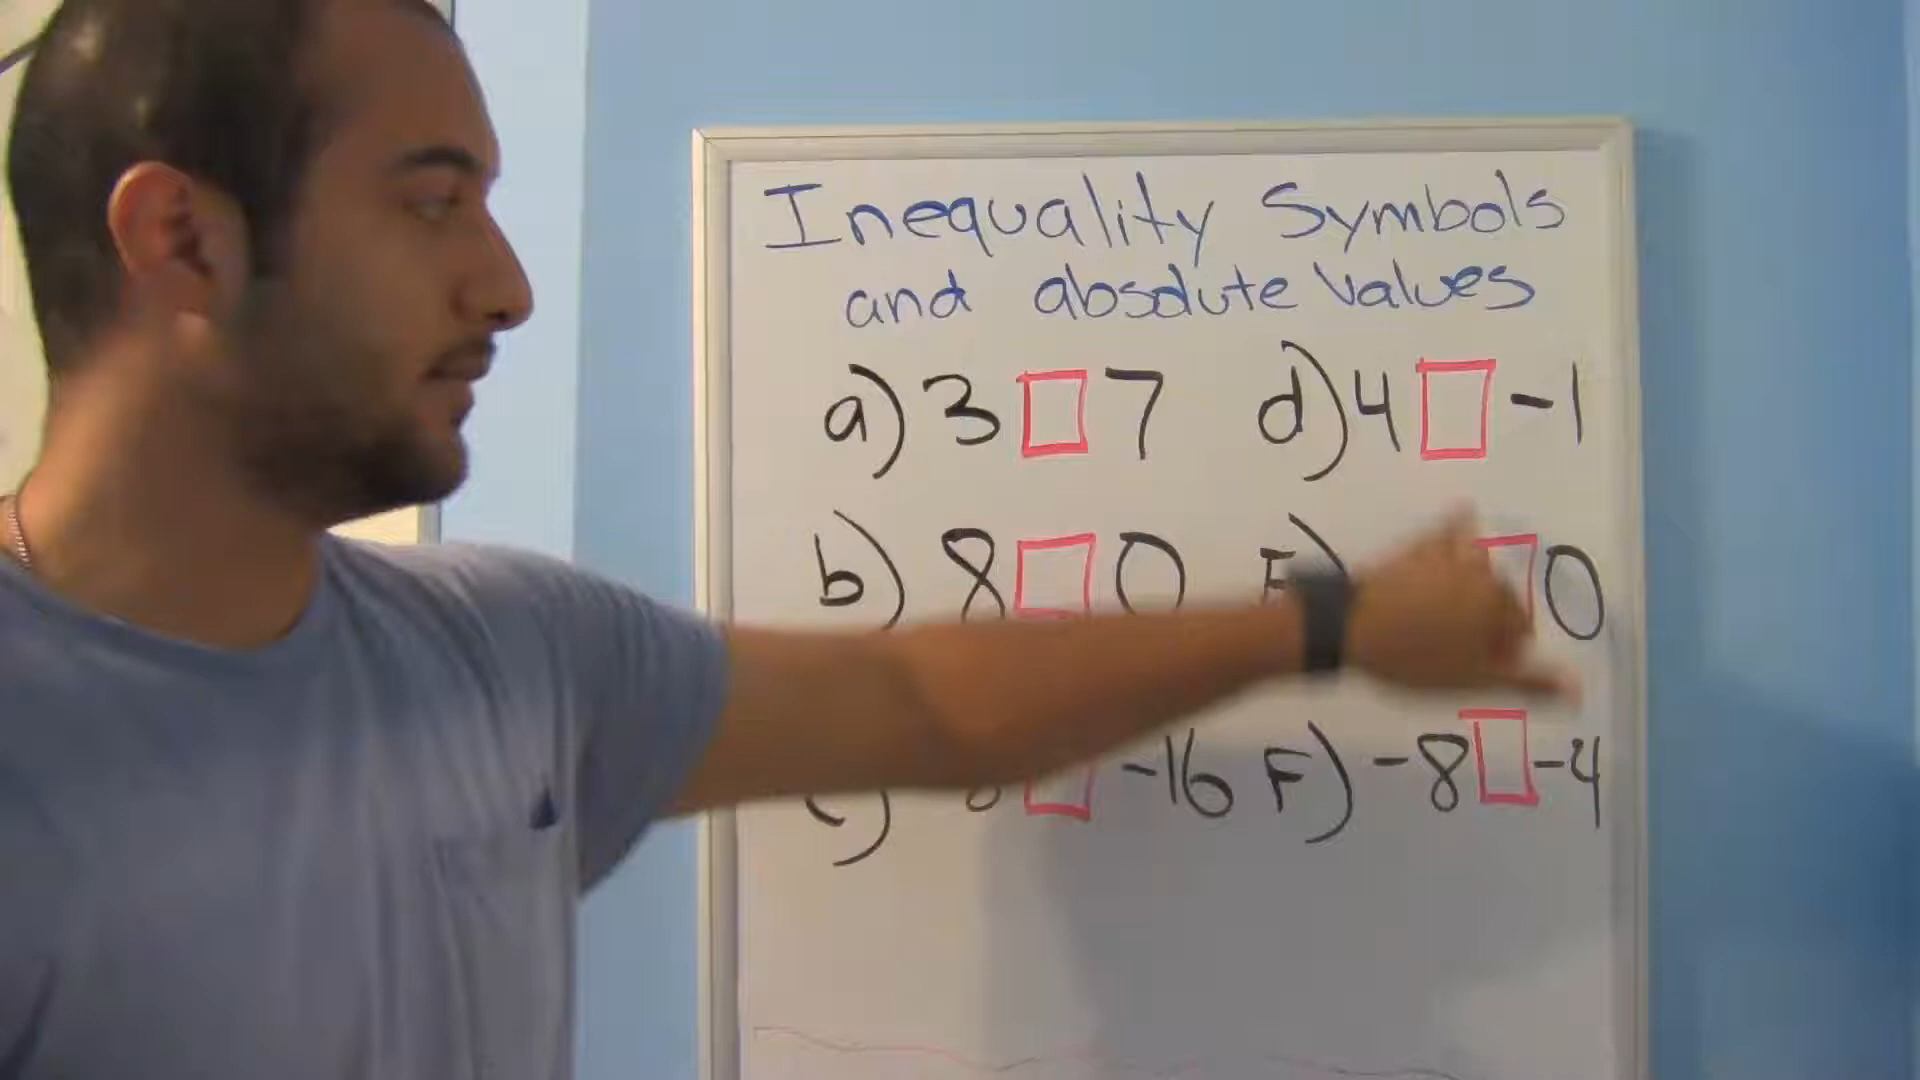 Inequality Symbols
and absolute values
a) 3 □ 7
d) 4 □ -1
b) 8 □ 0
E) □ 0
□ -16
F) -8 □ -4